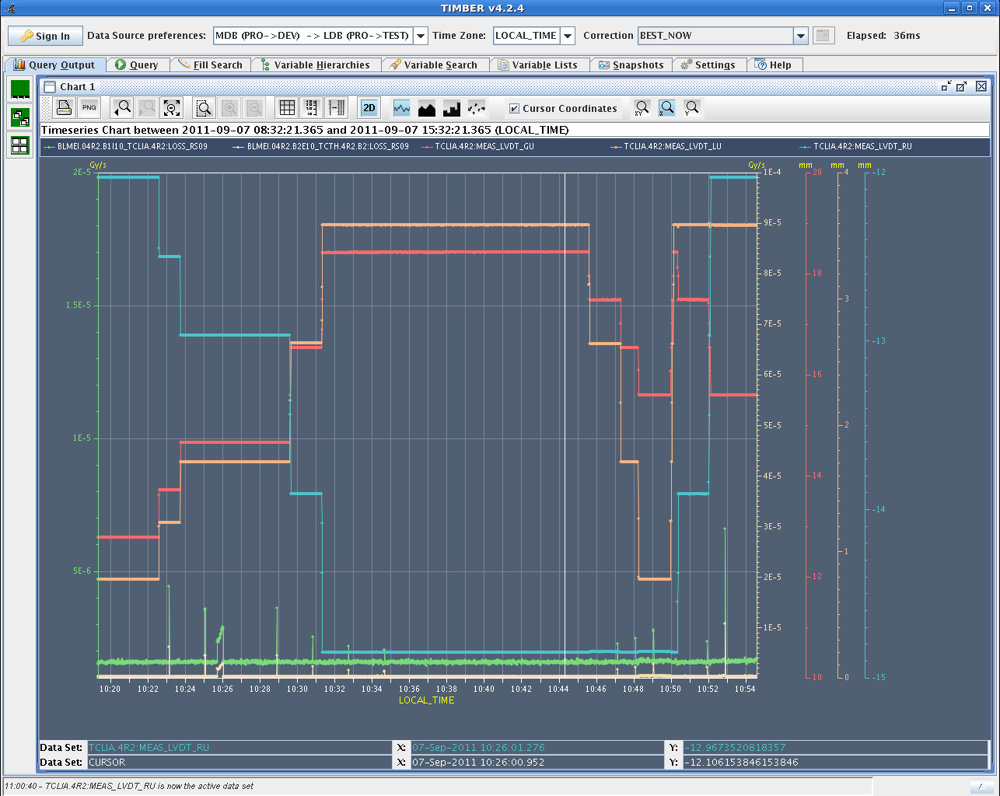 TIMBER v4.2.4
Sign In Data Source preferences: MDB (PRO->DEV) -> LDB (PRO->TEST) Time Zone: LOCAL_TIME Correction BEST_NOW Elapsed: 36ms
Query Output Query Fill Search Variable Hierarchies Variable Search Variable Lists Snapshots Settings Help
Chart 1
PNG 2D Cursor Coordinates XY X Y
Timeseries Chart between 2011-09-07 08:32:21.365 and 2011-09-07 15:32:21.365 (LOCAL_TIME)
BLMEI.04R2.B1I10_TCLIA.4R2:LOSS_RS09 BLMEI.04R2.B2E10_TCTH.4R2.B2:LOSS_RS09 TCLIA.4R2:MEAS_LVDT_GU TCLIA.4R2:MEAS_LVDT_LU TCLIA.4R2:MEAS_LVDT_RU
Gy/s Gy/s mm mm mm
2E-5 1E-4 20 4 -12
9E-5
8E-5 18
1.5E-5 3
7E-5
-13
6E-5 16
1E-5 5E-5 2
4E-5 14
-14
3E-5
1
5E-6 2E-5 12
1E-5
10 0 -15
10:20 10:22 10:24 10:26 10:28 10:30 10:32 10:34 10:36 10:38 10:40 10:42 10:44 10:46 10:48 10:50 10:52 10:54
LOCAL_TIME
Data Set: TCLIA.4R2:MEAS_LVDT_RU X: 07-Sep-2011 10:26:01.276 Y: -12.9673520818357
Data Set: CURSOR X: 07-Sep-2011 10:26:00.952 Y: -12.106153846153846
11:00:40 - TCLIA.4R2:MEAS_LVDT_RU is now the active data set